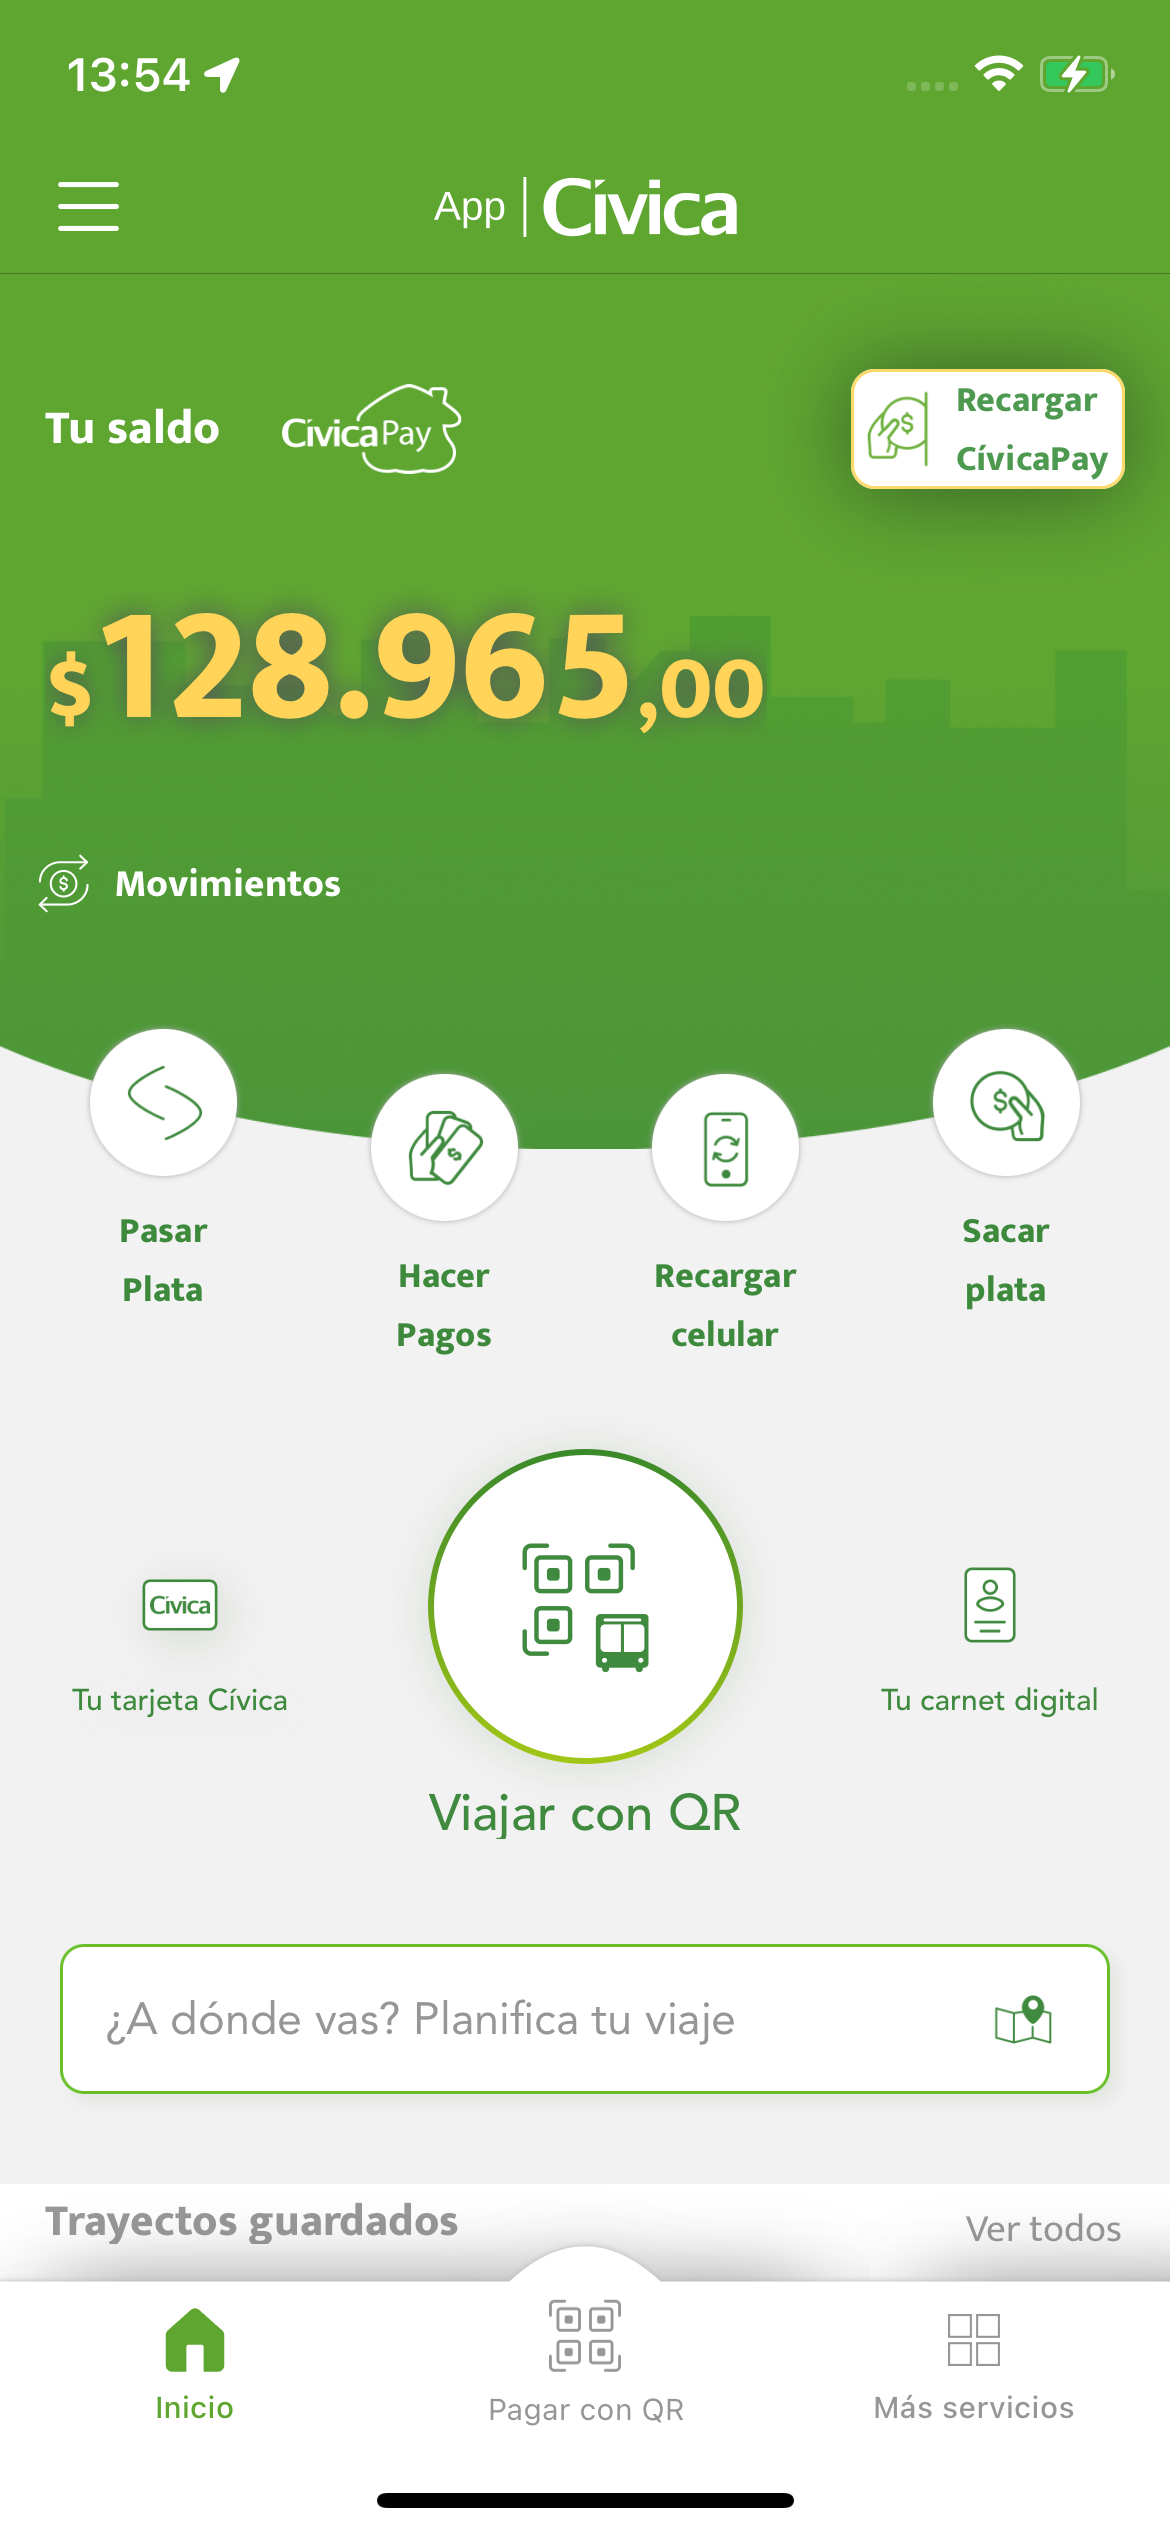 13:54
App | Cívica
Tu saldo
CívicaPay
Recargar
CívicaPay
$128.965,00
Movimientos
Pasar
Plata
Hacer
Pagos
Recargar
celular
Sacar
plata
Cívica
Tu tarjeta Cívica
Viajar con QR
Tu carnet digital
¿A dónde vas? Planifica tu viaje
Trayectos guardados
Ver todos
Inicio
Pagar con QR
Más servicios